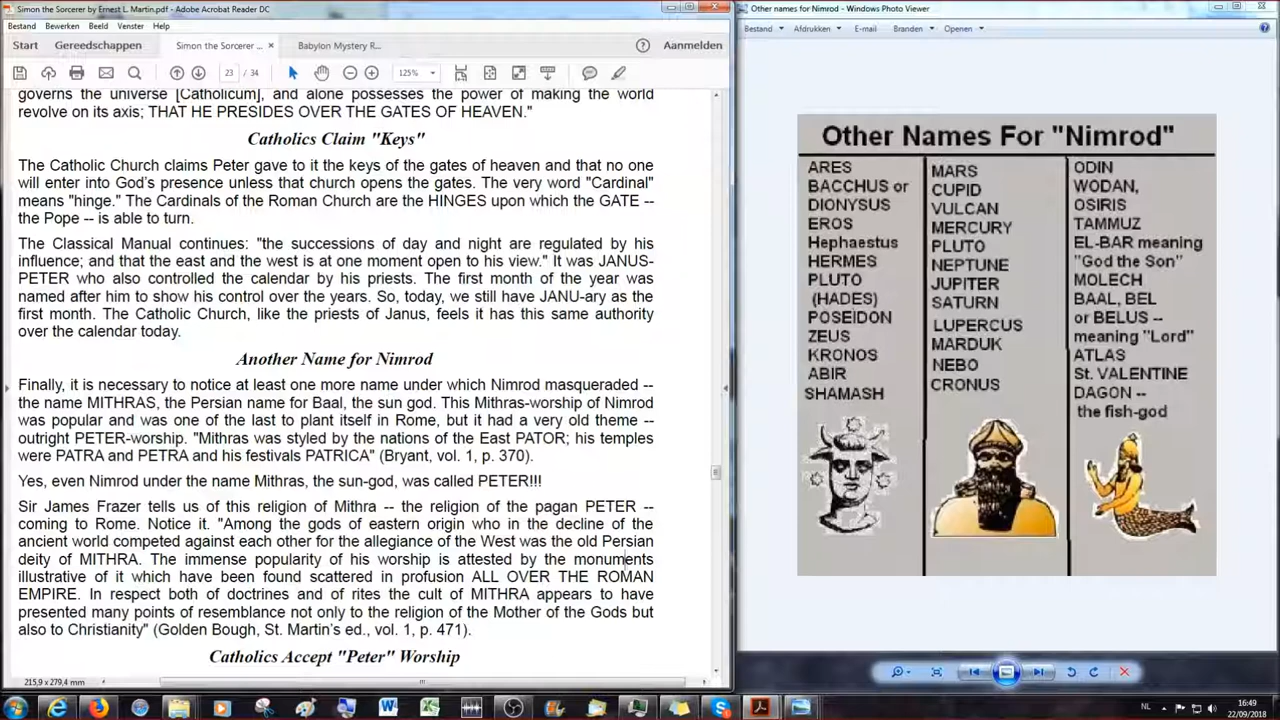 Simon the Sorcerer by Ernest L. Martin.pdf - Adobe Acrobat Reader DC
Bestand Bewerken Beeld Venster Help
Start Gereedschappen Simon the Sorcerer ... × Babylon Mystery R... Aanmelden
23 / 34 125%
governs the universe [Catholicum], and alone possesses the power of making the world
revolve on its axis; THAT HE PRESIDES OVER THE GATES OF HEAVEN."
Catholics Claim "Keys"
The Catholic Church claims Peter gave to it the keys of the gates of heaven and that no one
will enter into God's presence unless that church opens the gates. The very word "Cardinal"
means "hinge." The Cardinals of the Roman Church are the HINGES upon which the GATE --
the Pope -- is able to turn.
The Classical Manual continues: "the successions of day and night are regulated by his
influence; and that the east and the west is at one moment open to his view." It was JANUS-
PETER who also controlled the calendar by his priests. The first month of the year was
named after him to show his control over the years. So, today, we still have JANU-ary as the
first month. The Catholic Church, like the priests of Janus, feels it has this same authority
over the calendar today.
Another Name for Nimrod
Finally, it is necessary to notice at least one more name under which Nimrod masqueraded --
the name MITHRAS, the Persian name for Baal, the sun god. This Mithras-worship of Nimrod
was popular and was one of the last to plant itself in Rome, but it had a very old theme --
outright PETER-worship. "Mithras was styled by the nations of the East PATOR; his temples
were PATRA and PETRA and his festivals PATRICA" (Bryant, vol. 1, p. 370).
Yes, even Nimrod under the name Mithras, the sun-god, was called PETER!!!
Sir James Frazer tells us of this religion of Mithra -- the religion of the pagan PETER --
coming to Rome. Notice it. "Among the gods of eastern origin who in the decline of the
ancient world competed against each other for the allegiance of the West was the old Persian
deity of MITHRA. The immense popularity of his worship is attested by the monuments
illustrative of it which have been found scattered in profusion ALL OVER THE ROMAN
EMPIRE. In respect both of doctrines and of rites the cult of MITHRA appears to have
presented many points of resemblance not only to the religion of the Mother of the Gods but
also to Christianity" (Golden Bough, St. Martin's ed., vol. 1, p. 471).
Catholics Accept "Peter" Worship
215,9 x 279,4 mm
Other names for Nimrod - Windows Photo Viewer
Bestand Afdrukken E-mail Branden Openen
Other Names For "Nimrod"
ARES
BACCHUS or
DIONYSUS
EROS
Hephaestus
HERMES
PLUTO
(HADES)
POSEIDON
ZEUS
KRONOS
ABIR
SHAMASH
MARS
CUPID
VULCAN
MERCURY
PLUTO
NEPTUNE
JUPITER
SATURN
LUPERCUS
MARDUK
NEBO
CRONUS
ODIN
WODAN,
OSIRIS
TAMMUZ
EL-BAR meaning
"God the Son"
MOLECH
BAAL, BEL
or BELUS --
meaning "Lord"
ATLAS
St. VALENTINE
DAGON --
the fish-god
NL
16:49
22/09/2018